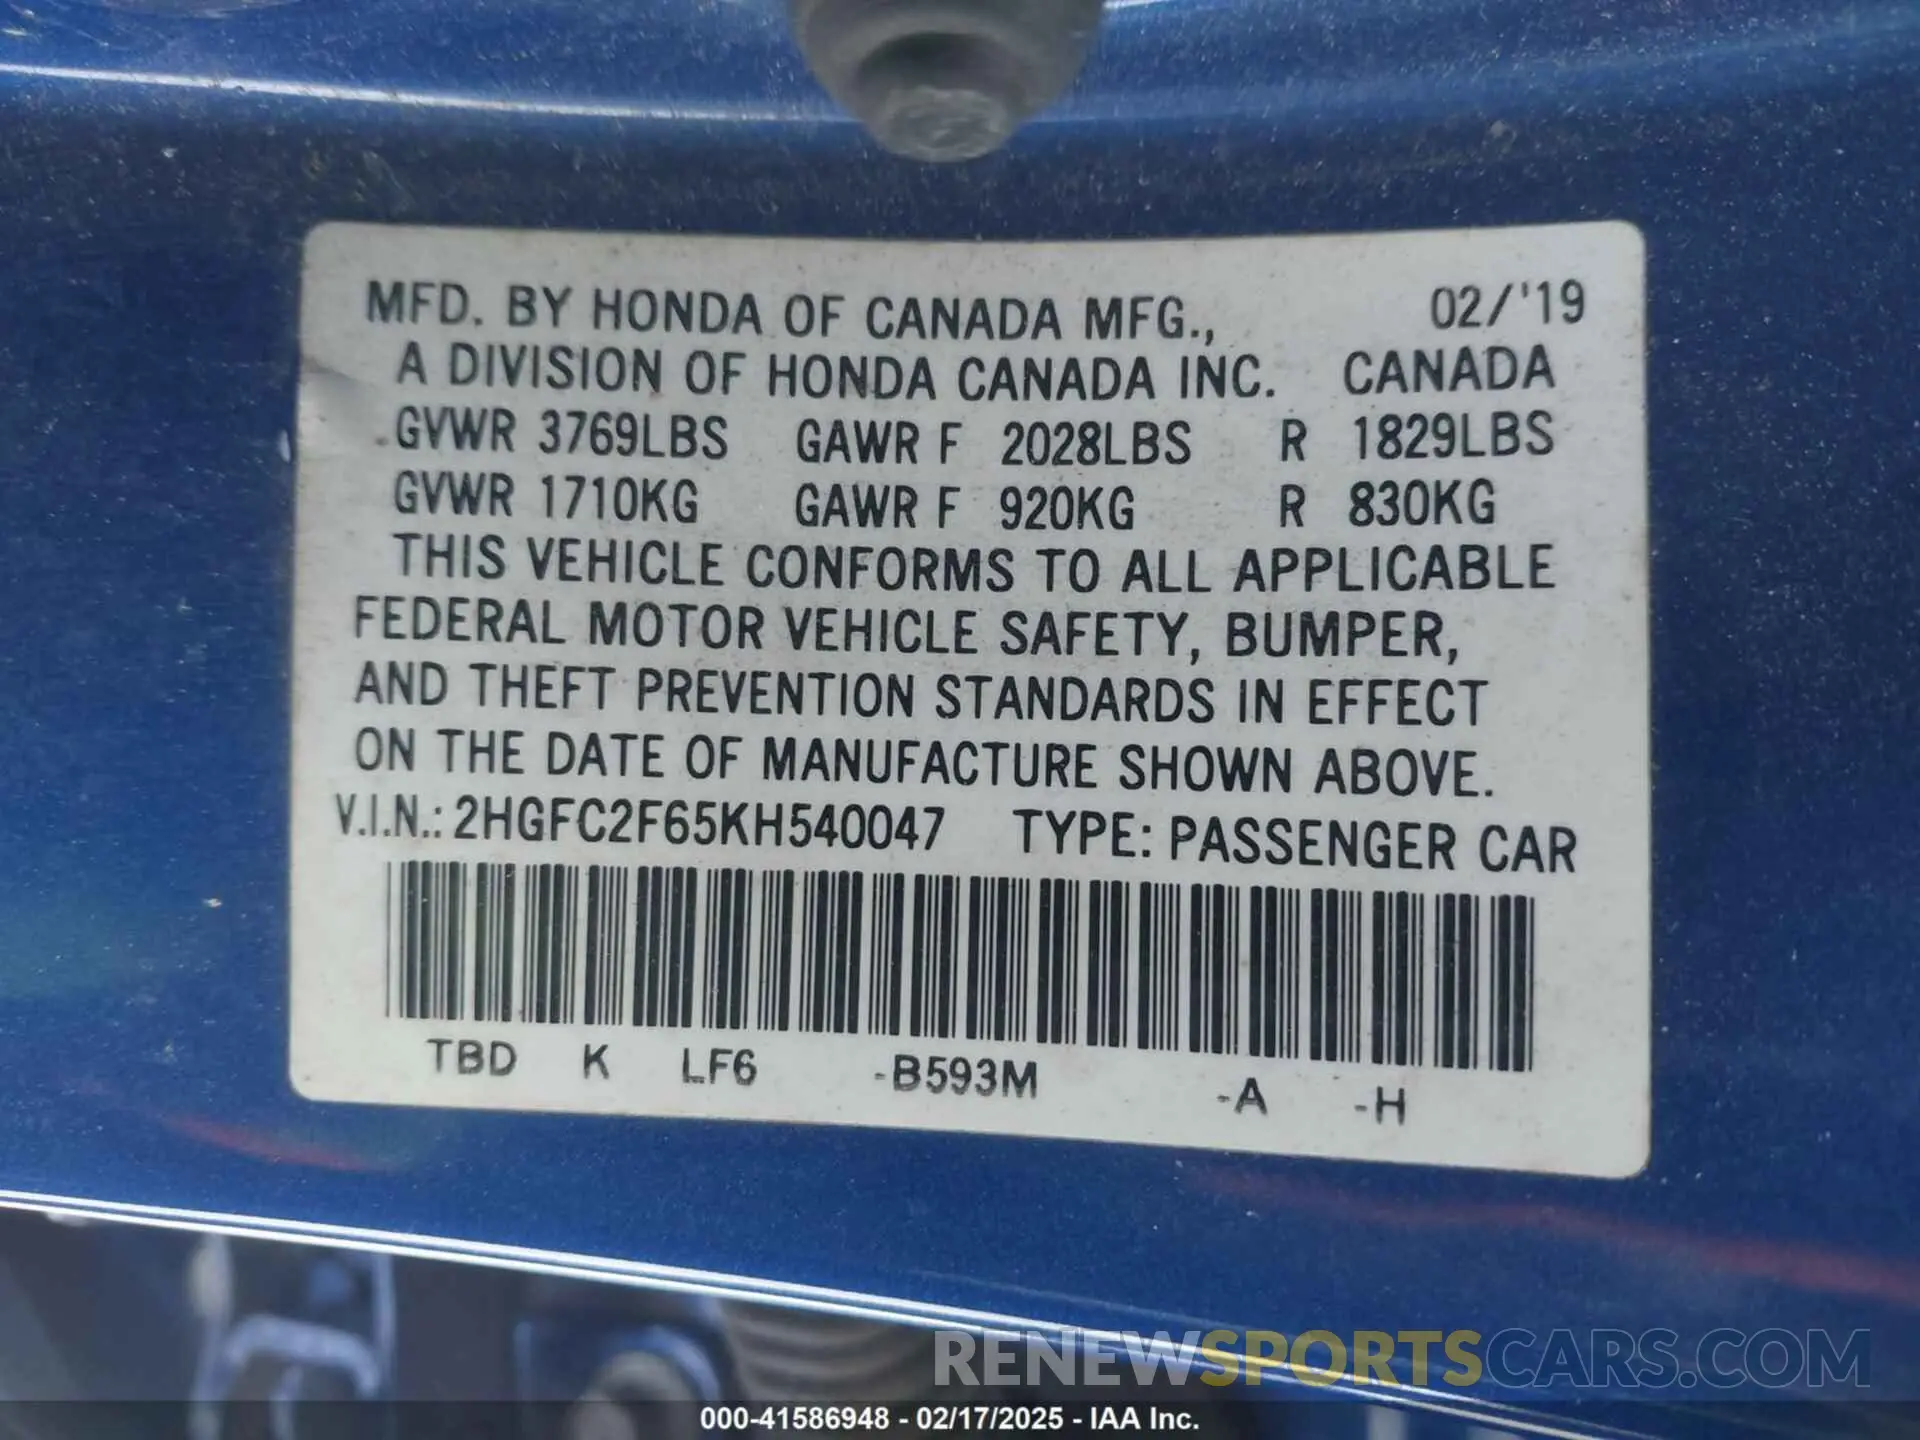 MFD. BY HONDA OF CANADA MFG., 02/'19
A DIVISION OF HONDA CANADA INC. CANADA
GVWR 3769LBS GAWR F 2028LBS R 1829LBS
GVWR 1710KG GAWR F 920KG R 830KG
THIS VEHICLE CONFORMS TO ALL APPLICABLE
FEDERAL MOTOR VEHICLE SAFETY, BUMPER,
AND THEFT PREVENTION STANDARDS IN EFFECT
ON THE DATE OF MANUFACTURE SHOWN ABOVE.
V.I.N.: 2HGFC2F65KH540047 TYPE: PASSENGER CAR
TBD K LF6 -B593M -A -H
RENEWSPORTSCARS.COM
000-41586948 - 02/17/2025 - IAA Inc.